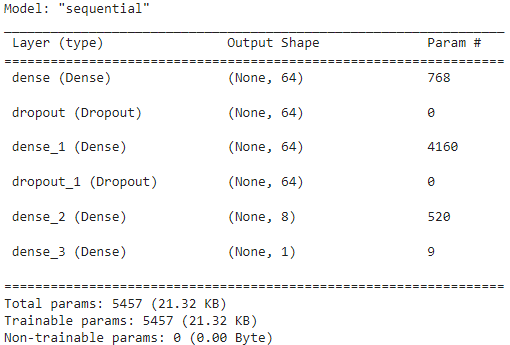 Model: "sequential"
_________________________________________________________________
Layer (type) Output Shape Param #
=================================================================
dense (Dense) (None, 64) 768
dropout (Dropout) (None, 64) 0
dense_1 (Dense) (None, 64) 4160
dropout_1 (Dropout) (None, 64) 0
dense_2 (Dense) (None, 8) 520
dense_3 (Dense) (None, 1) 9
=================================================================
Total params: 5457 (21.32 KB)
Trainable params: 5457 (21.32 KB)
Non-trainable params: 0 (0.00 Byte)